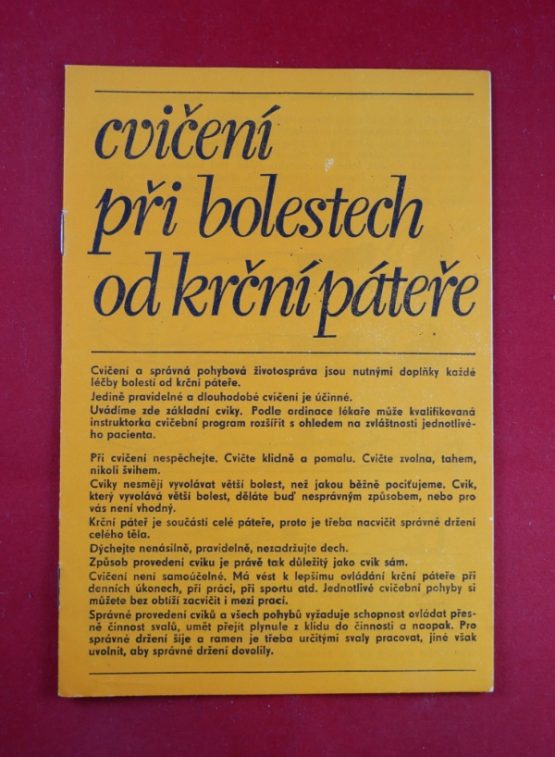 cvičení
při bolestech
od krční páteře
Cvičení a správná pohybová životospráva jsou nutnými doplňky každé
léčby bolestí od krční páteře.
Jedině pravidelné a dlouhodobé cvičení je účinné.
Uvádíme zde základní cviky. Podle ordinace lékaře může kvalifikovaná
instruktorka cvičební program rozšířit s ohledem na zvláštnosti jednotlivé-
ho pacienta.
Při cvičení nespěchejte. Cvičte klidně a pomalu. Cvičte zvolna, tahem,
nikoli švihem.
Cviky nesmějí vyvolávat větší bolest, než jakou běžně pociťujeme. Cvik,
který vyvolává větší bolest, děláte buď nesprávným způsobem, nebo pro
vás není vhodný.
Krční páteř je součástí celé páteře, proto je třeba nacvičit správné držení
celého těla.
Dýchejte nenásilně, pravidelně, nezadržujte dech.
Způsob provedení cviku je právě tak důležitý jako cvik sám.
Cvičení není samoúčelné. Má vést k lepšímu ovládání krční páteře při
denních úkonech, při práci, při sportu atd. Jednotlivé cvičební pohyby si
můžete bez obtíží zacvičit i mezi prací.
Správné provedení cviků a všech pohybů vyžaduje schopnost ovládat přes-
ně činnost svalů, umět přejít plynule z klidu do činnosti a naopak. Pro
správné držení šíje a ramen je třeba určitými svaly pracovat, jiné však
uvolnit, aby správné držení dovolily.